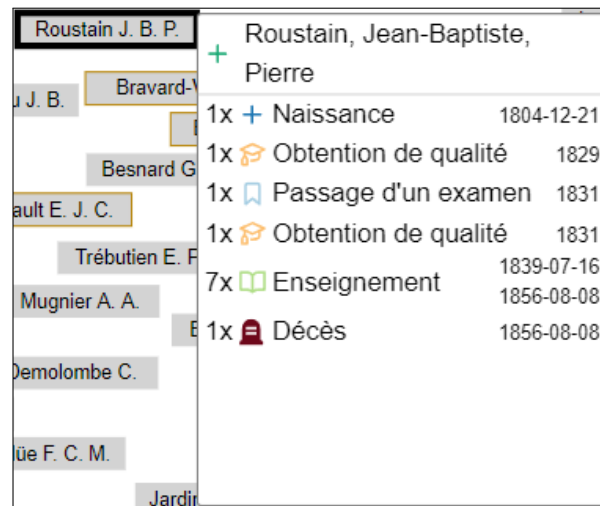 Roustain J. B. P.
J. B.
Bravard-
Besnard G
ault E. J. C.
Trébutien E. F
Mugnier A. A.
Demolombe C.
lüe F. C. M.
Jardin
Roustain, Jean-Baptiste,
Pierre
1x Naissance 1804-12-21
1x Obtention de qualité 1829
1x Passage d'un examen 1831
1x Obtention de qualité 1831
7x Enseignement 1839-07-16
1856-08-08
1x Décès 1856-08-08